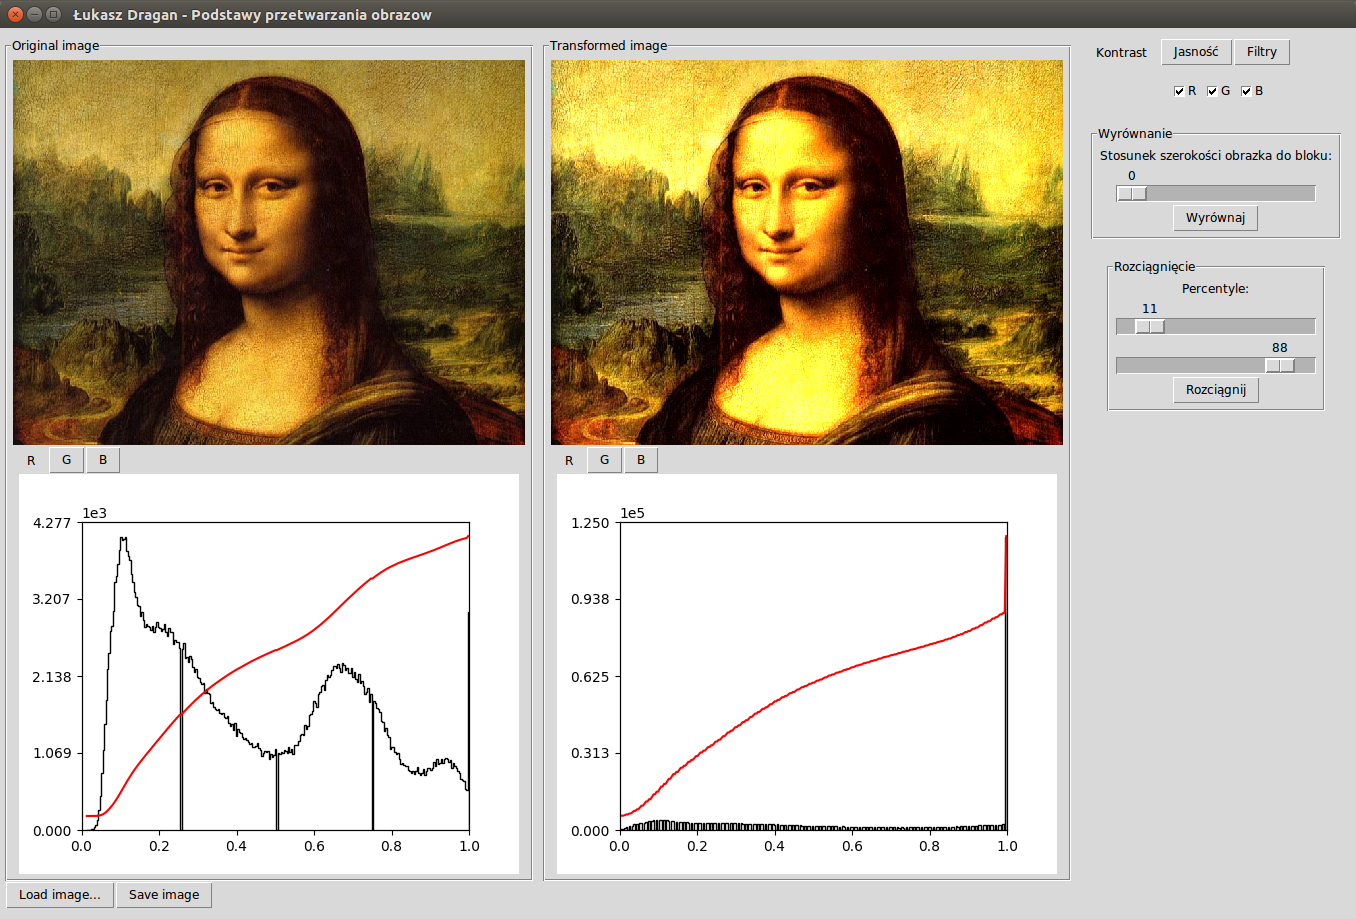 Łukasz Dragan - Podstawy przetwarzania obrazow
Original image
Transformed image
Kontrast Jasność Filtry
R G B
Wyrównanie
Stosunek szerokości obrazka do bloku:
0
Wyrównaj
Rozciągnięcie
Percentyle:
11
88
Rozciągnij
R G B
1e3
4.277
3.207
2.138
1.069
0.000
0.0 0.2 0.4 0.6 0.8 1.0
R G B
1e5
1.250
0.938
0.625
0.313
0.000
0.0 0.2 0.4 0.6 0.8 1.0
Load image... Save image